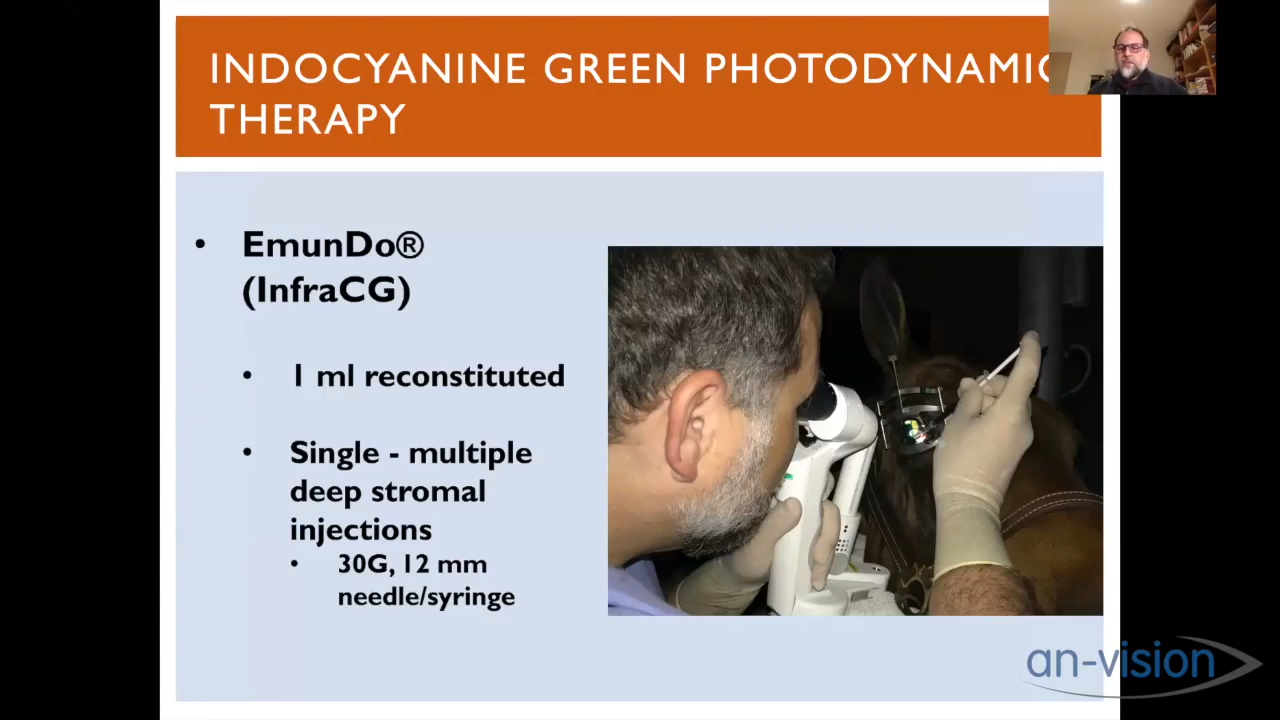 INDOCYANINE GREEN PHOTODYNAMIC
THERAPY
• EmunDo®
(InfraCG)
• 1 ml reconstituted
• Single - multiple
deep stromal
injections
• 30G, 12 mm
needle/syringe
an-vision